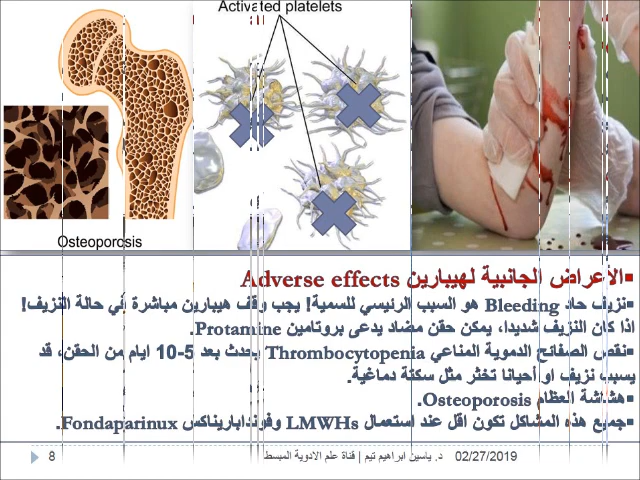 Activated platelets
Osteoporosis
▪الأعراض الجانبية لهيبارين Adverse effects
▪نزيف حاد Bleeding هو السبب الرئيسي للسمية! يجب وقف هيبارين مباشرة في حالة النزيف!
اذا كان النزيف شديدا، يمكن حقن مضاد يدعى بروتامين Protamine.
▪نقص الصفائح الدموية المناعي Thrombocytopenia يحدث بعد 5-10 ايام من الحقن، قد
يسبب نزيف او أحيانا تخثر مثل سكتة دماغية.
▪هشاشة العظام Osteoporosis.
▪جميع هذه المشاكل تكون اقل عند استعمال LMWHs وفوندابارينكس Fondaparinux.
8 د. ياسين ابراهيم تيم | قناة علم الادوية المبسط 02/27/2019